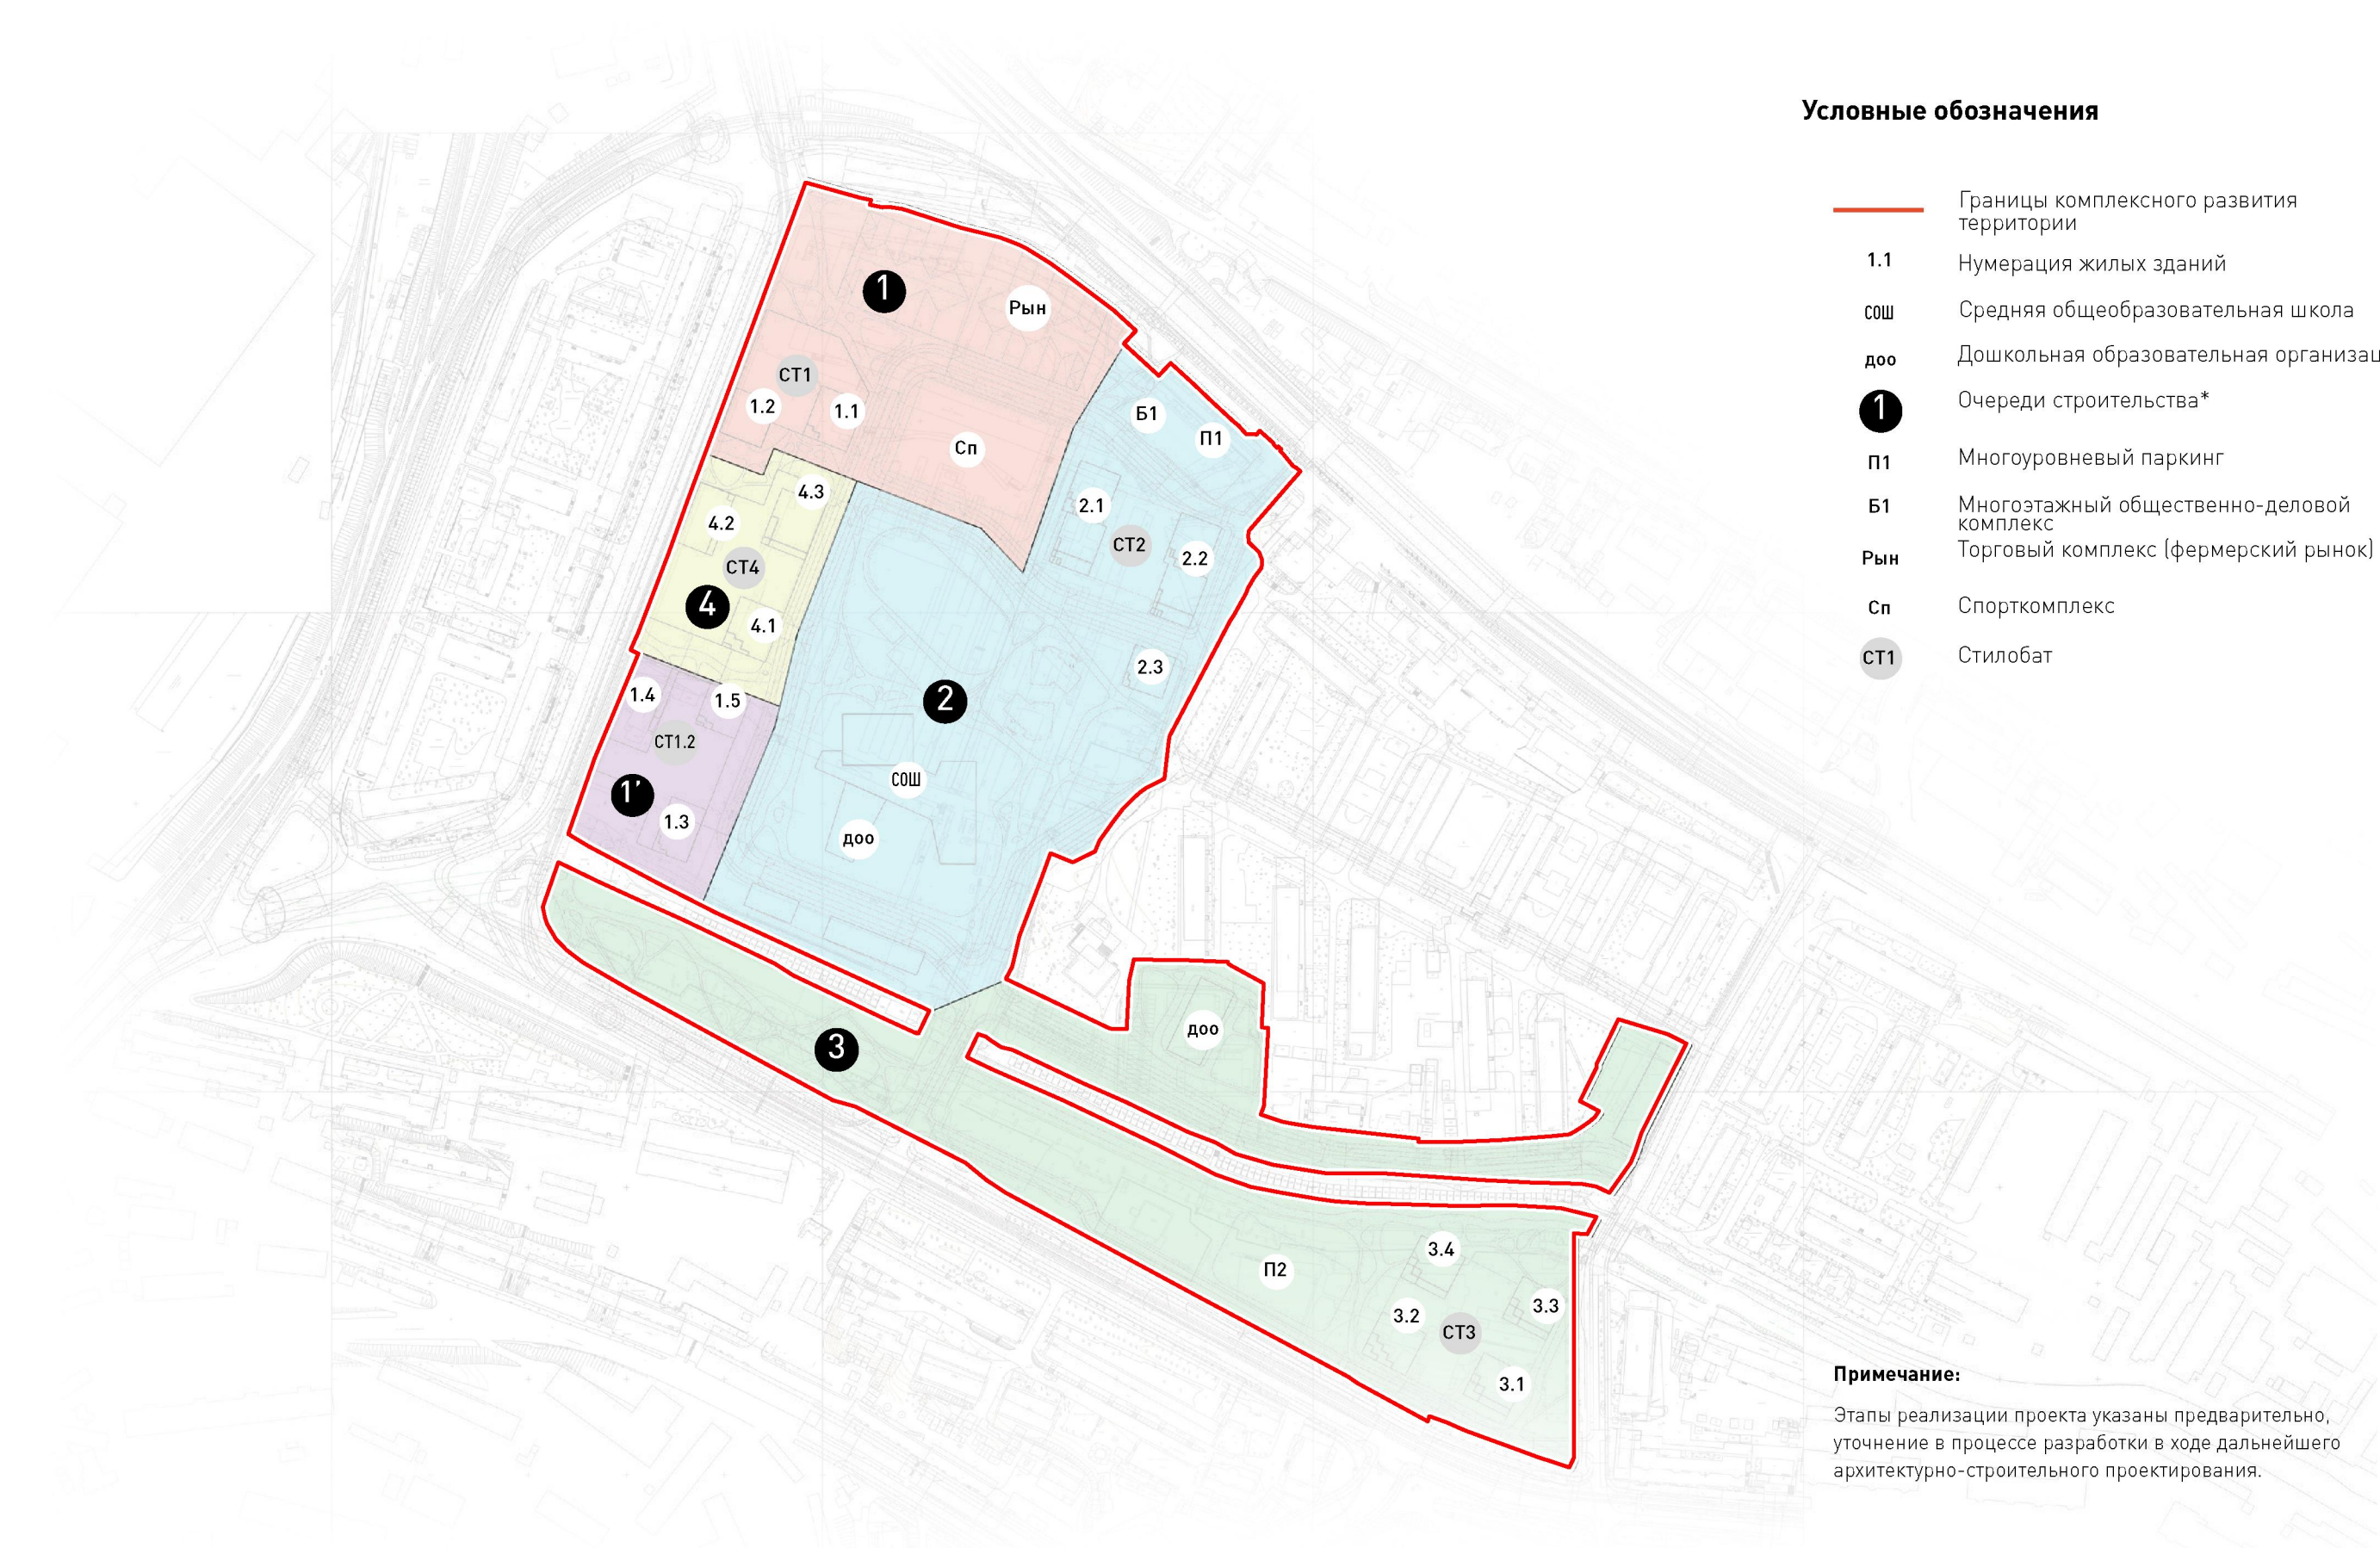 Условные обозначения
Границы комплексного развития
территории
1.1 Нумерация жилых зданий
СОШ Средняя общеобразовательная школа
доо Дошкольная образовательная организац
1 Очереди строительства*
П1 Многоуровневый паркинг
Б1 Многоэтажный общественно-деловой
комплекс
Рын Торговый комплекс (фермерский рынок)
Сп Спорткомплекс
СТ1 Стилобат
1
Рын
СТ1
1.2
1.1
Сп
Б1
П1
4.3
4.2
2.1
СТ2
2.2
СТ4
4
4.1
2.3
1.4
1.5
2
СТ1.2
СОШ
1’
1.3
доо
3
доо
3.4
П2
3.3
3.2
СТ3
3.1
Примечание:
Этапы реализации проекта указаны предварительно,
уточнение в процессе разработки в ходе дальнейшего
архитектурно-строительного проектирования.